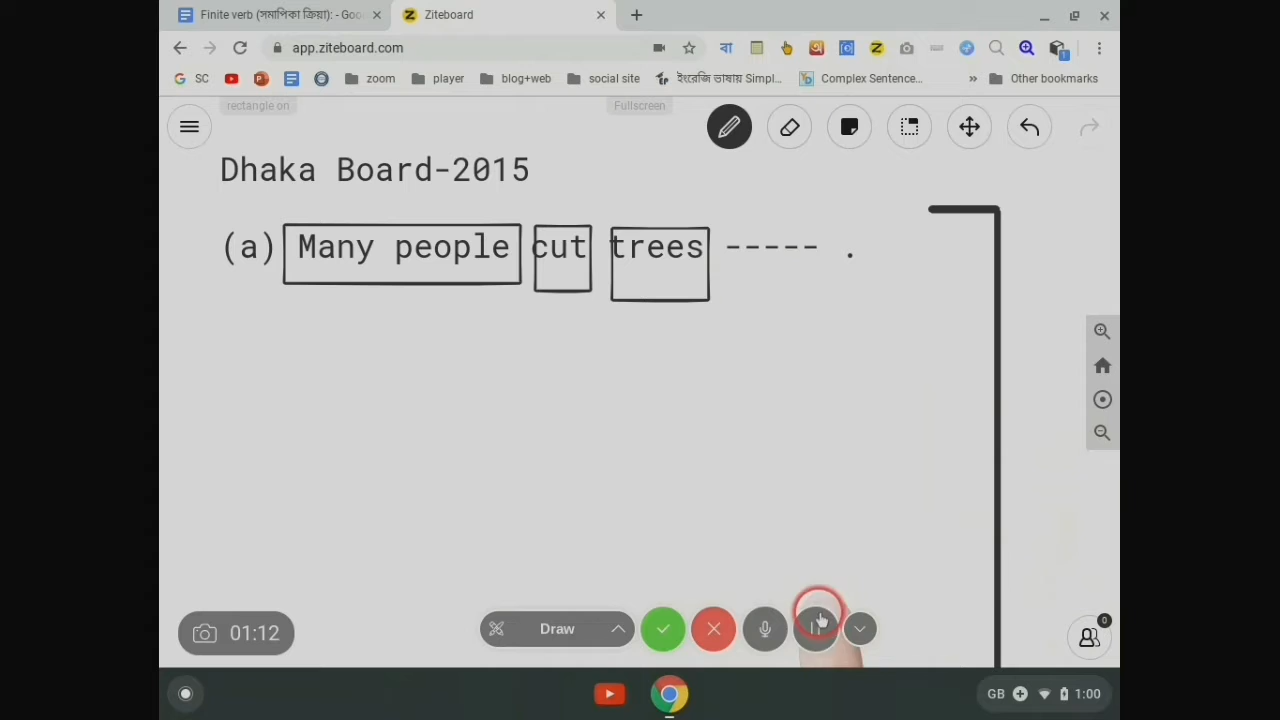 Finite verb (সমাপিকা ক্রিয়া): - Goo
Ziteboard
app.ziteboard.com
SC
zoom
player
blog+web
social site
ইংরেজি ভাষায় Simpl...
Complex Sentence...
»
Other bookmarks
rectangle on
Fullscreen
Dhaka Board-2015
(a) Many people cut trees ----- .
01:12
Draw
0
GB
1:00